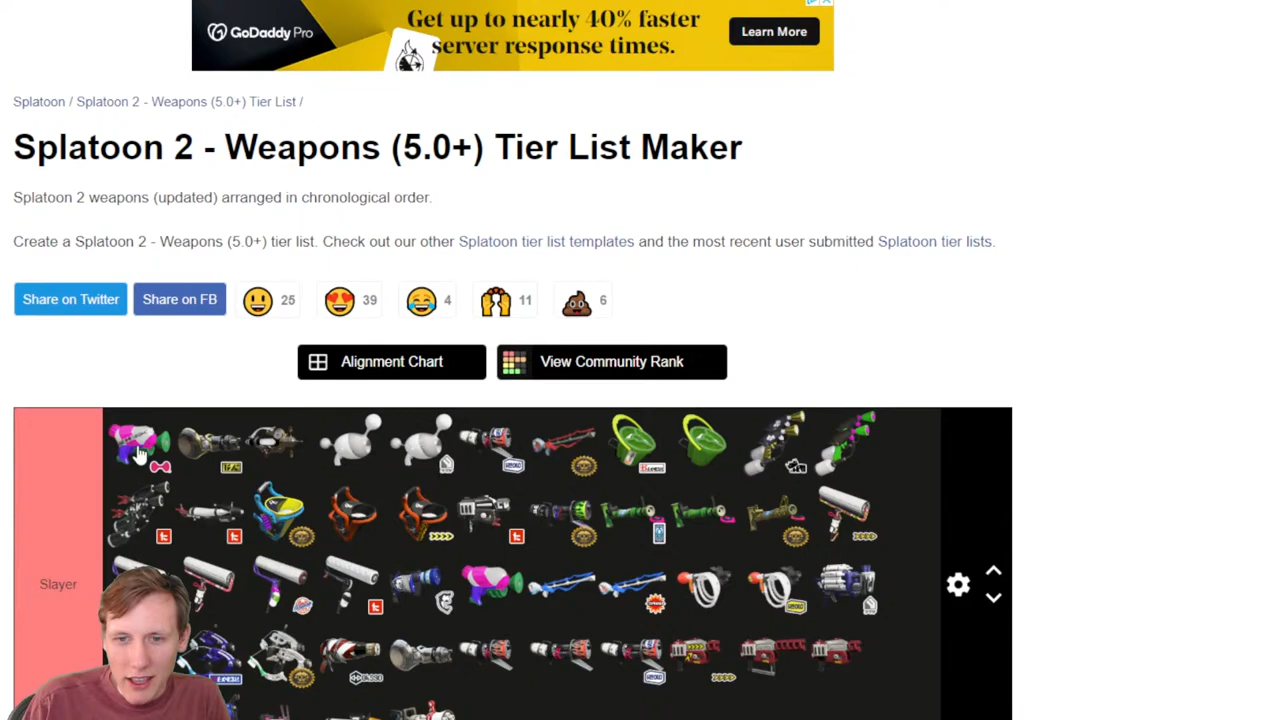 GoDaddy Pro
Get up to nearly 40% faster
server response times.
Learn More
Splatoon / Splatoon 2 - Weapons (5.0+) Tier List /
Splatoon 2 - Weapons (5.0+) Tier List Maker
Splatoon 2 weapons (updated) arranged in chronological order.
Create a Splatoon 2 - Weapons (5.0+) tier list. Check out our other Splatoon tier list templates and the most recent user submitted Splatoon tier lists.
Share on Twitter
Share on FB
25
39
4
11
6
Alignment Chart
View Community Rank
Slayer